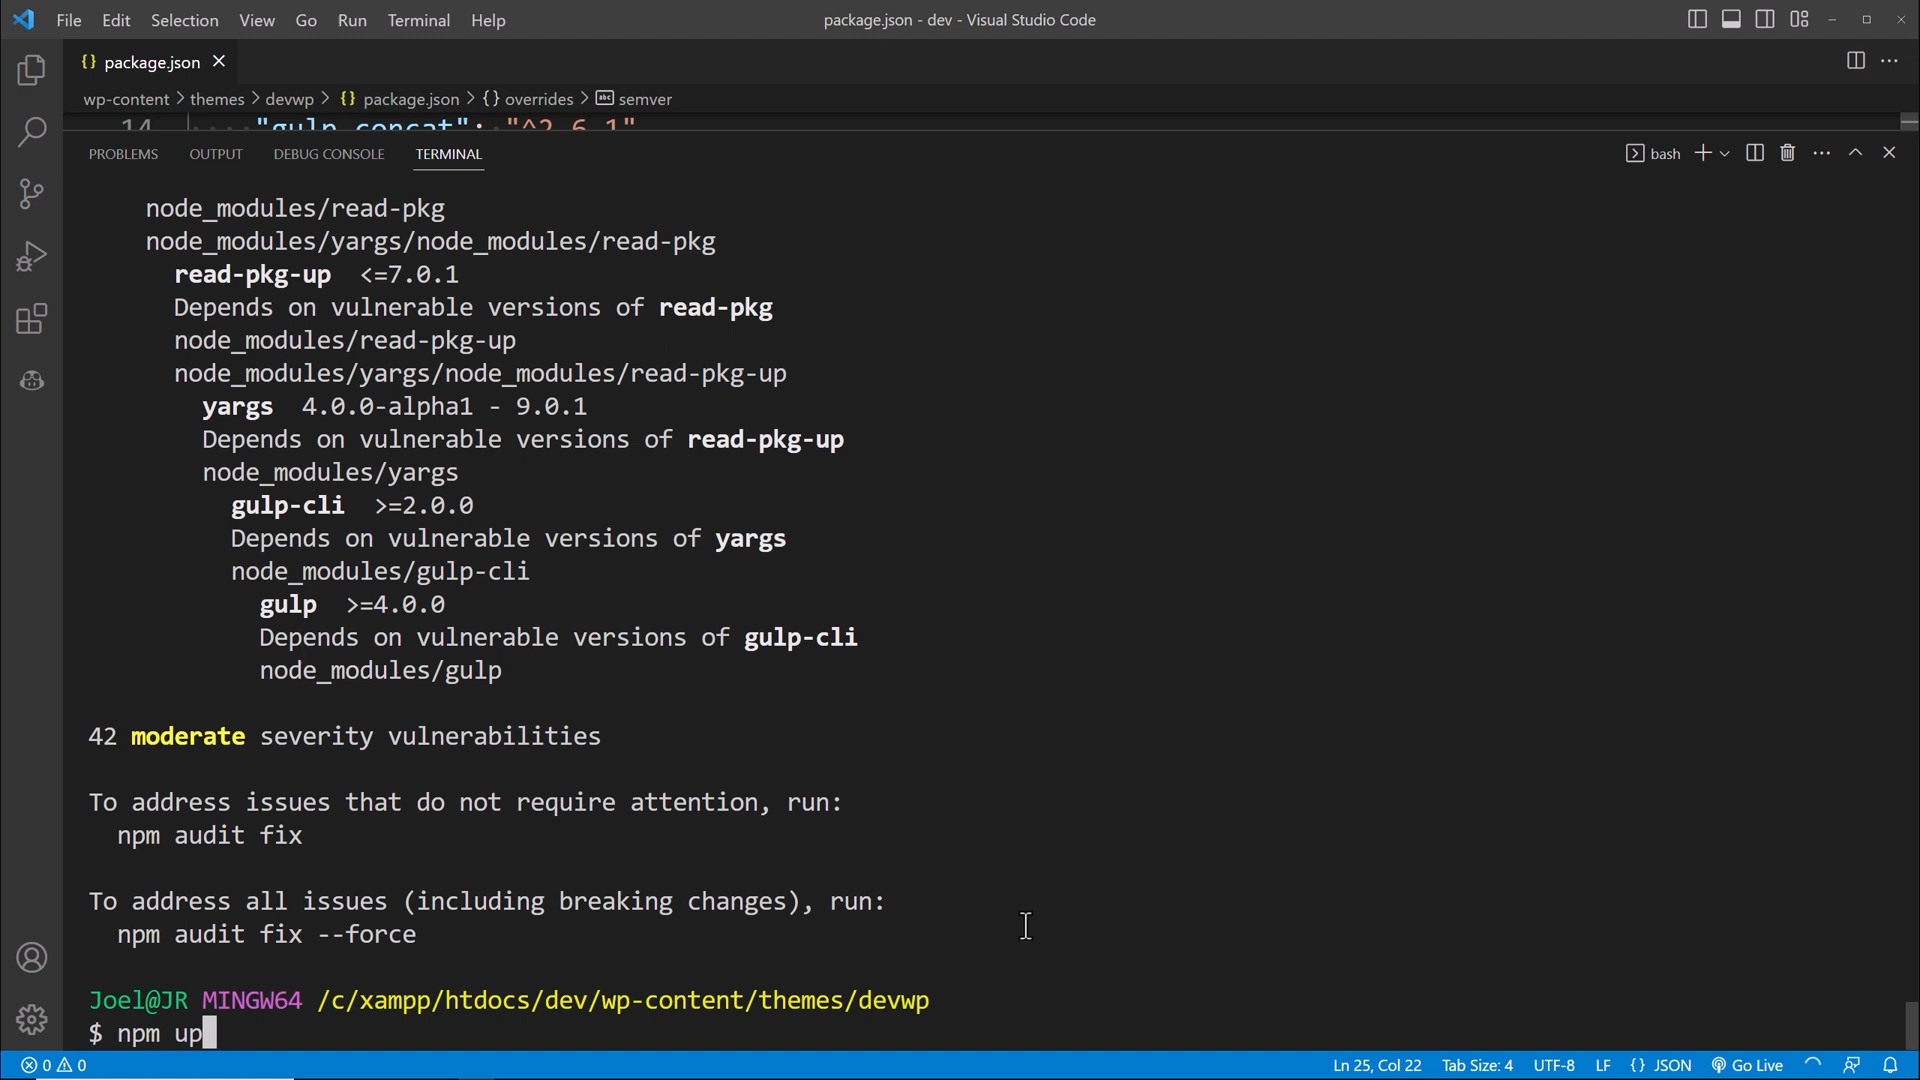 File Edit Selection View Go Run Terminal Help
package.json - dev - Visual Studio Code
{} package.json
wp-content > themes > devwp > {} package.json > {} overrides > abc semver
14 "gulp-concat": "^2.6.1"
PROBLEMS OUTPUT DEBUG CONSOLE TERMINAL
bash
node_modules/read-pkg
node_modules/yargs/node_modules/read-pkg
read-pkg-up <=7.0.1
Depends on vulnerable versions of read-pkg
node_modules/read-pkg-up
node_modules/yargs/node_modules/read-pkg-up
yargs 4.0.0-alpha1 - 9.0.1
Depends on vulnerable versions of read-pkg-up
node_modules/yargs
gulp-cli >=2.0.0
Depends on vulnerable versions of yargs
node_modules/gulp-cli
gulp >=4.0.0
Depends on vulnerable versions of gulp-cli
node_modules/gulp
42 moderate severity vulnerabilities
To address issues that do not require attention, run:
npm audit fix
To address all issues (including breaking changes), run:
npm audit fix --force
Joel@JR MINGW64 /c/xampp/htdocs/dev/wp-content/themes/devwp
$ npm up
0 0
Ln 25, Col 22 Tab Size: 4 UTF-8 LF {} JSON Go Live